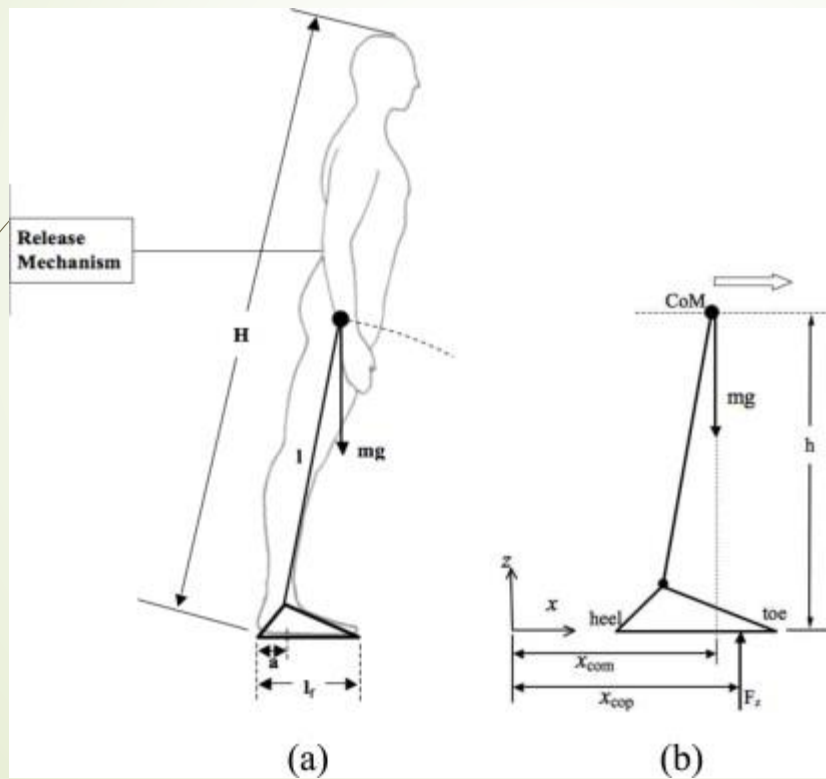 Release
Mechanism
H
l
mg
a
l_f
(a)
CoM
mg
h
z
x
heel
toe
x_com
x_cop
F_z
(b)